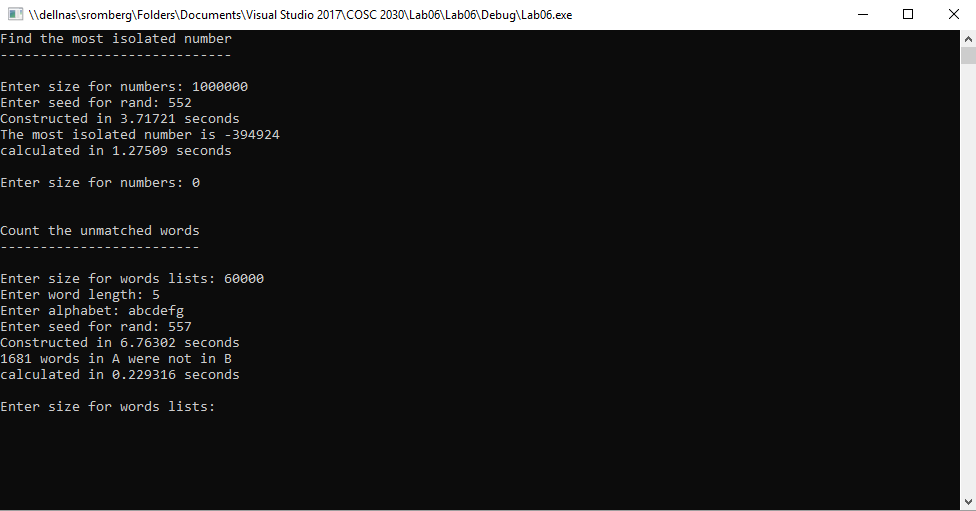 \\dellnas\sromberg\Folders\Documents\Visual Studio 2017\COSC 2030\Lab06\Lab06\Debug\Lab06.exe
Find the most isolated number
-----------------------------
Enter size for numbers: 1000000
Enter seed for rand: 552
Constructed in 3.71721 seconds
The most isolated number is -394924
calculated in 1.27509 seconds
Enter size for numbers: 0
Count the unmatched words
-------------------------
Enter size for words lists: 60000
Enter word length: 5
Enter alphabet: abcdefg
Enter seed for rand: 557
Constructed in 6.76302 seconds
1681 words in A were not in B
calculated in 0.229316 seconds
Enter size for words lists: